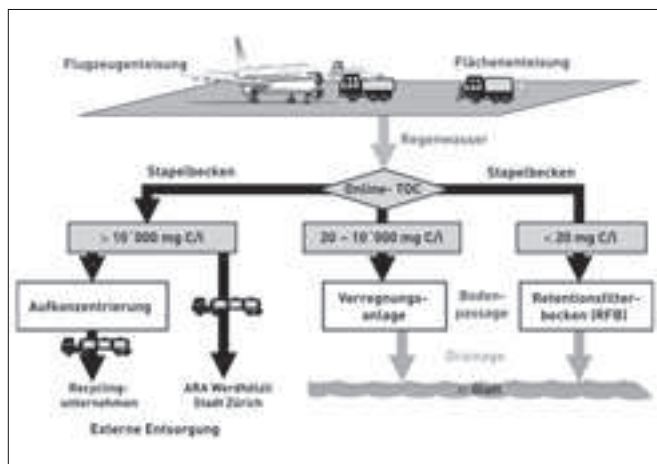 Flugzeugenteisung
Flächenenteisung
Regenwasser
Stapelbecken
Stapelbecken
Online- TOC
> 10´000 mg C/l
20 – 10´000 mg C/l
< 20 mg C/l
Aufkonzentrierung
Verregnungs-
anlage
Boden-
passage
Retentionsfilter-
becken (RFB)
Drainage
Recycling-
unternehmen
ARA Werdhölzli
Stadt Zürich
Glatt
Externe Entsorgung